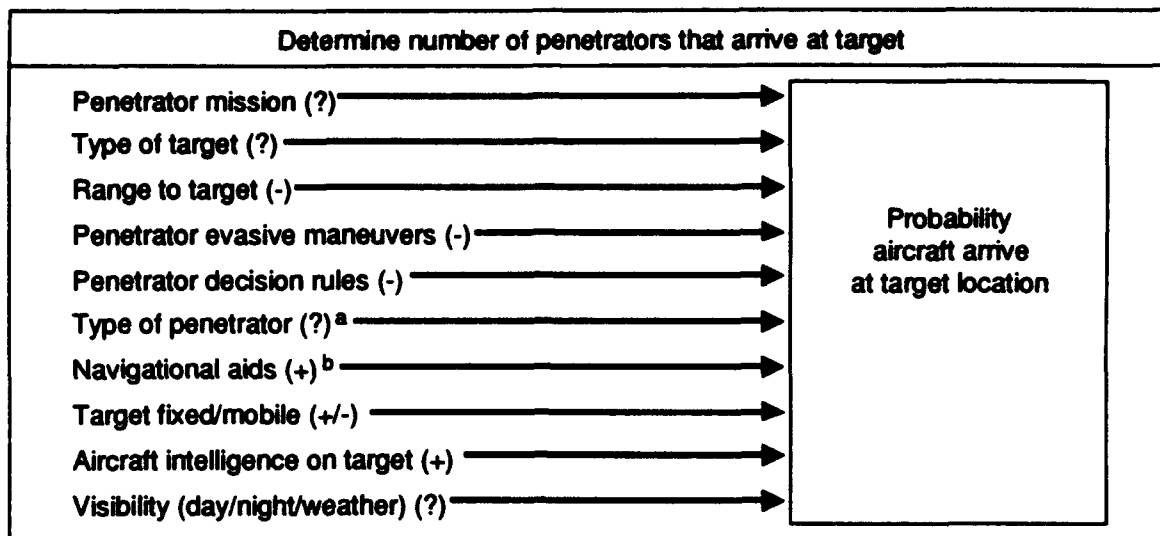 Determine number of penetrators that arrive at target
Penetrator mission (?)
Type of target (?)
Range to target (-)
Penetrator evasive maneuvers (-)
Penetrator decision rules (-)
Type of penetrator (?) a
Navigational aids (+) b
Target fixed/mobile (+/-)
Aircraft intelligence on target (+)
Visibility (day/night/weather) (?)
Probability
aircraft arrive
at target location